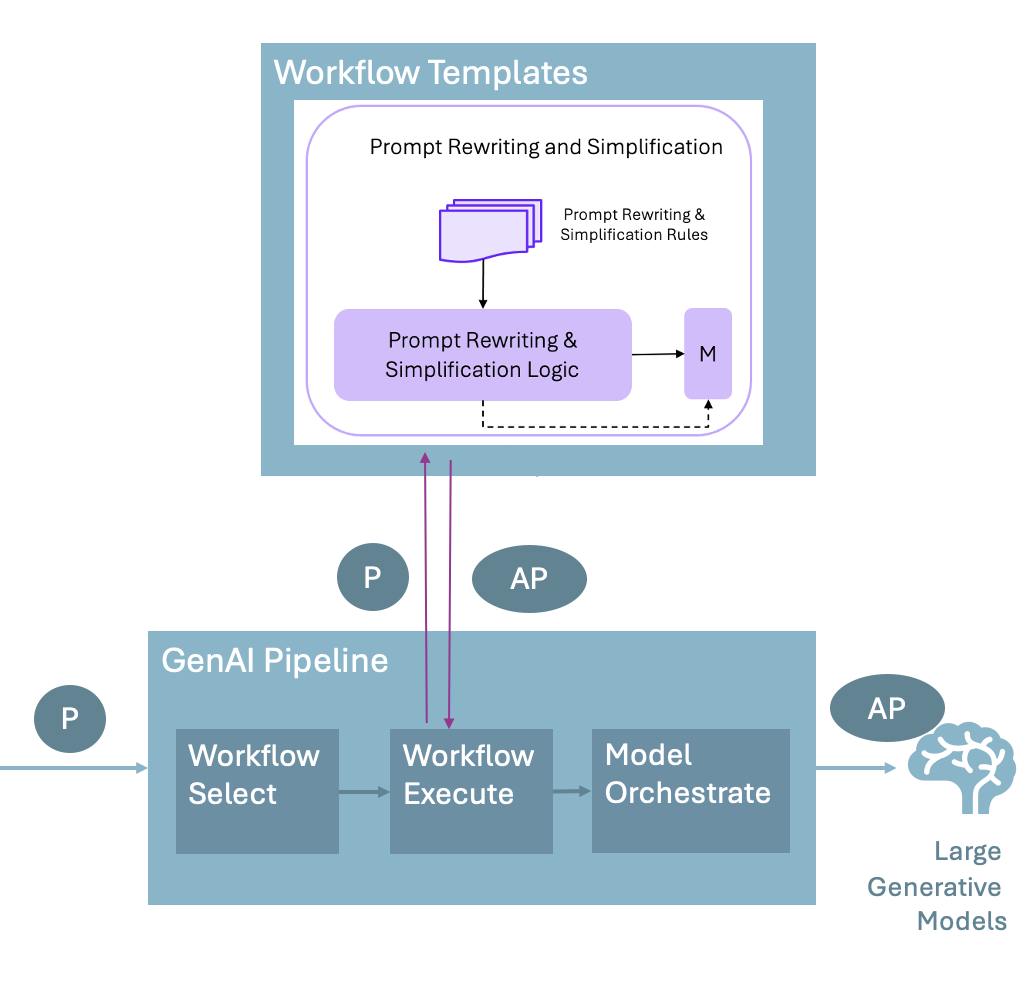 Workflow Templates
Prompt Rewriting and Simplification
Prompt Rewriting &
Simplification Rules
Prompt Rewriting &
Simplification Logic
M
P
AP
GenAI Pipeline
P
Workflow
Select
Workflow
Execute
Model
Orchestrate
AP
Large
Generative
Models